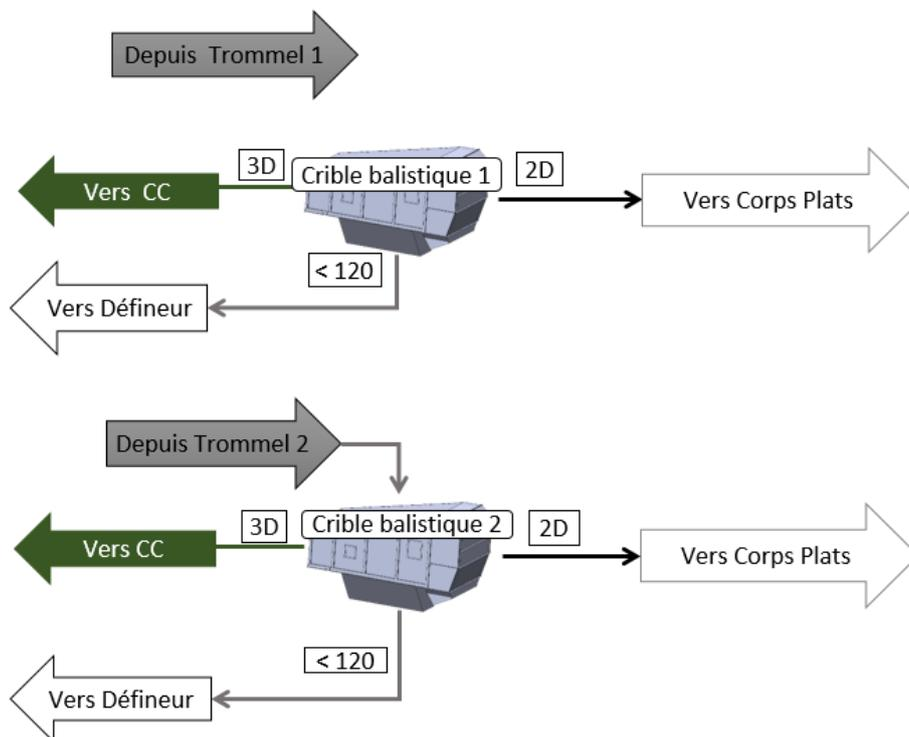 Depuis Trommel 1
3D
Crible balistique 1
2D
Vers CC
Vers Corps Plats
< 120
Vers Défineur
Depuis Trommel 2
3D
Crible balistique 2
2D
Vers CC
Vers Corps Plats
< 120
Vers Défineur